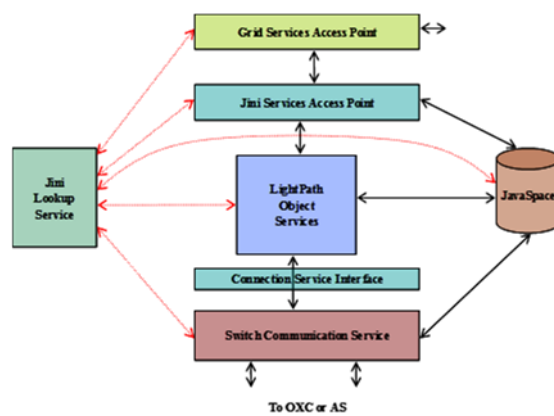 Grid Services Access Point
Jini Services Access Point
Jini
Lookup
Service
LightPath
Object
Services
JavaSpace
Connection Service Interface
Switch Communication Service
To OXC or AS